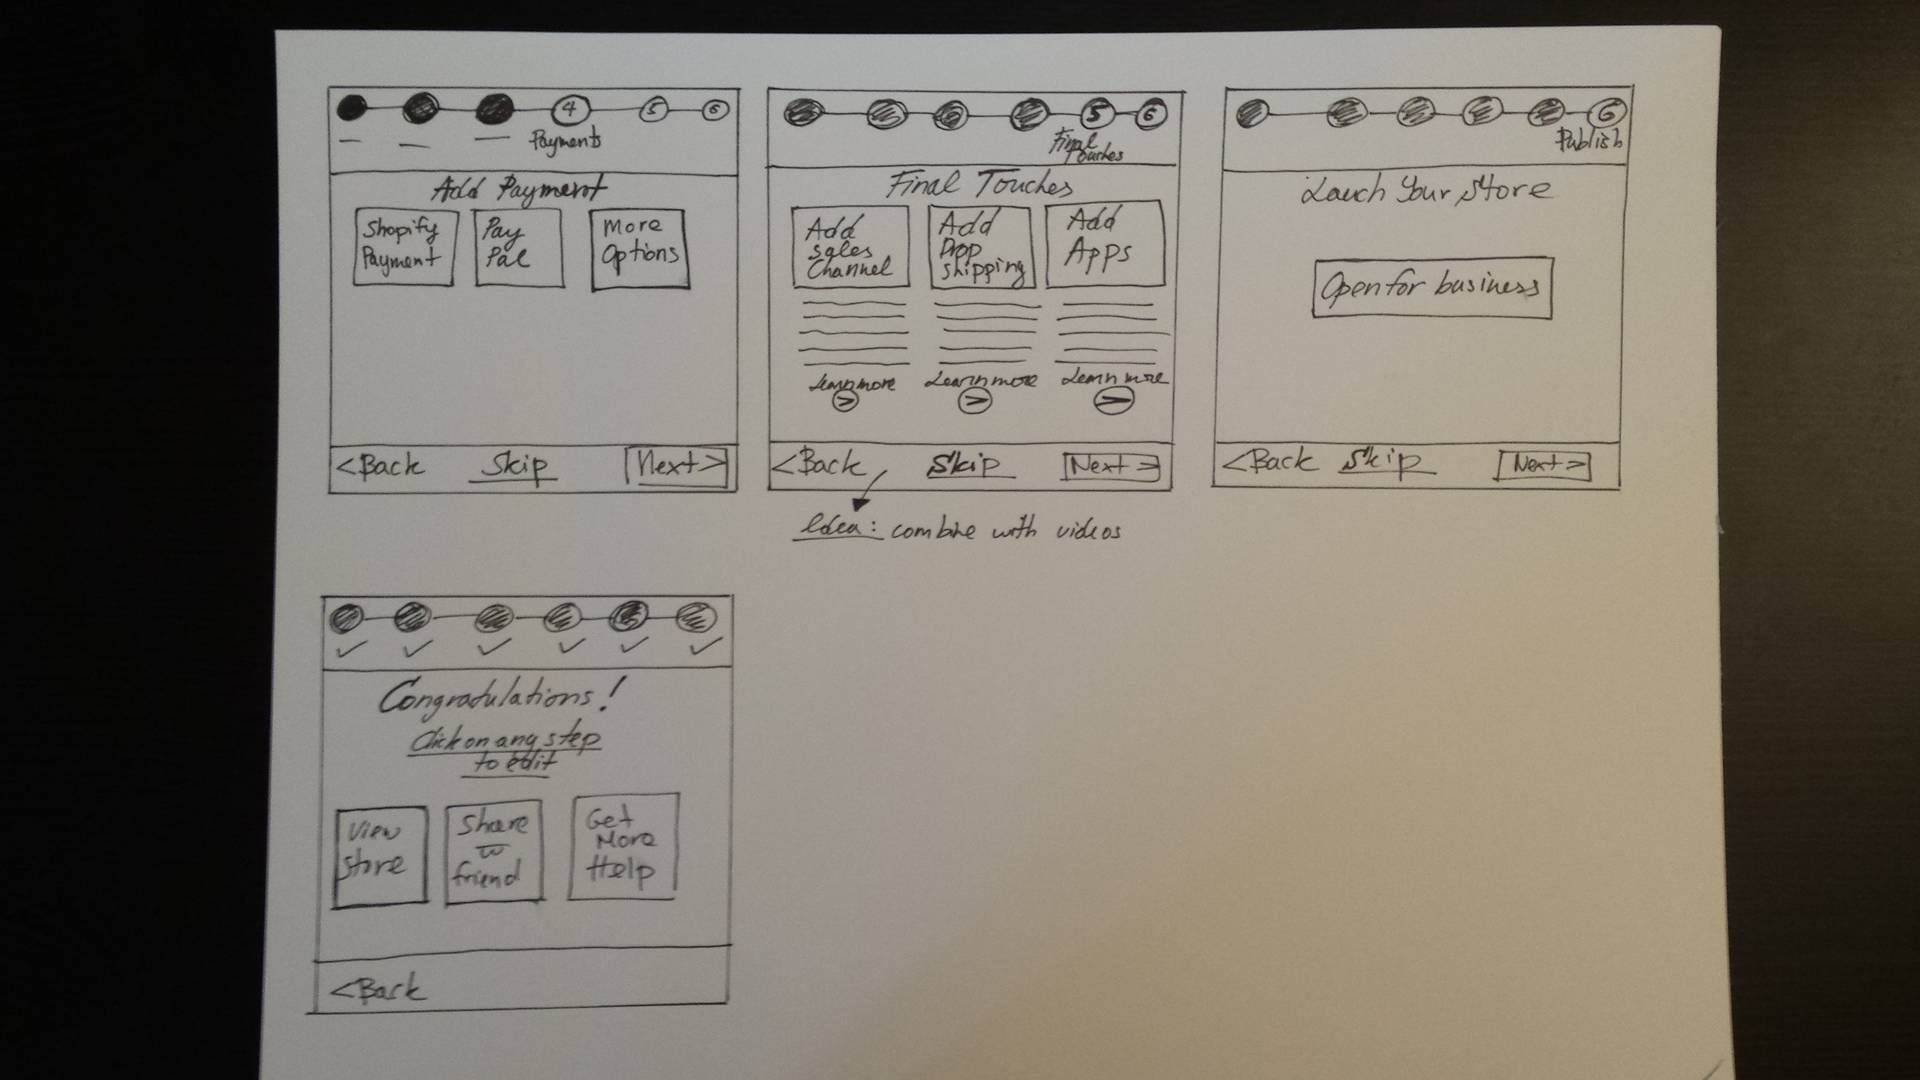 4 5 6
Payments
Add Payment
Shopify
Payment
Pay
Pal
More
Options
<Back Skip Next>
5 6
Final
Touches
Final Touches
Add
Sales
Channel
Add
Drop
Shipping
Add
Apps
Learn more
>
Learn more
>
Learn more
>
<Back Skip Next>
Idea: combine with videos
6
Publish
Lauch Your Store
Open for business
<Back Skip Next>
Congratulations!
Click on any step
to edit
View
Store
Share
w
friend
Get
More
Help
<Back